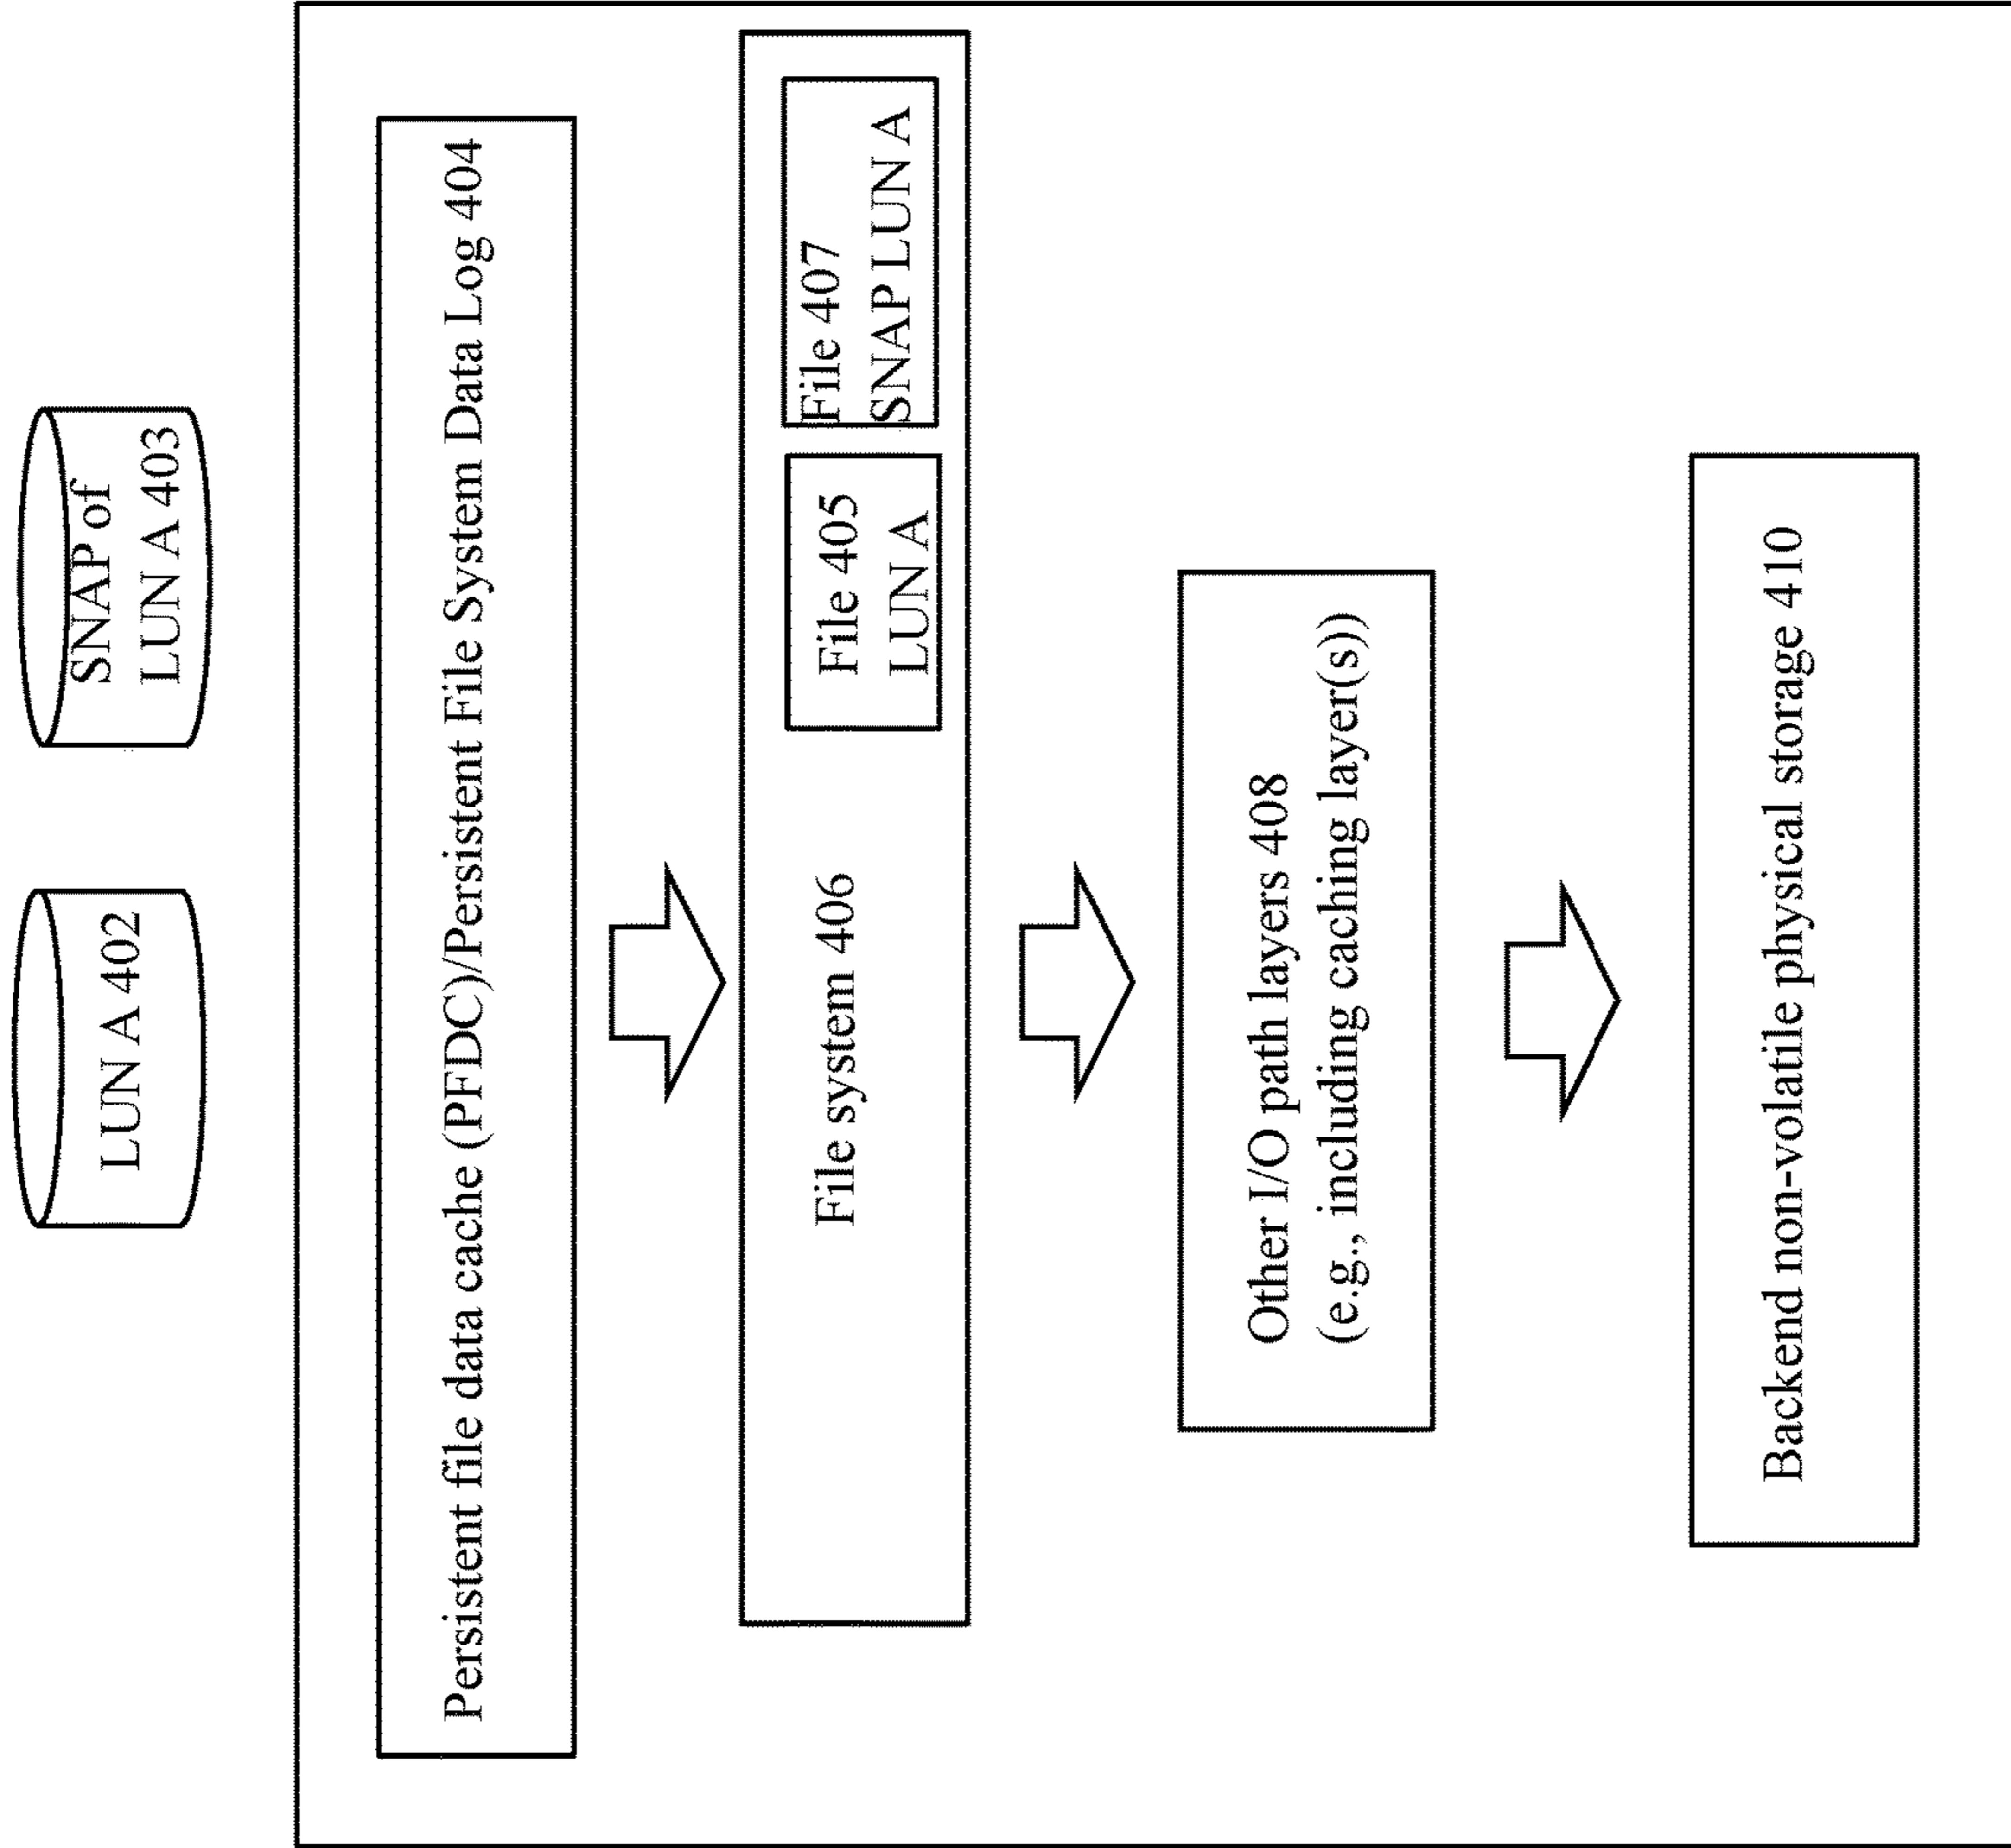 LUN A 402
SNAP of
LUN A 403
Persistent file data cache (PFDC)/Persistent File System Data Log 404
File system 406
File 405
LUN A
File 407
SNAP LUN A
Other I/O path layers 408
(e.g., including caching layer(s))
Backend non-volatile physical storage 410